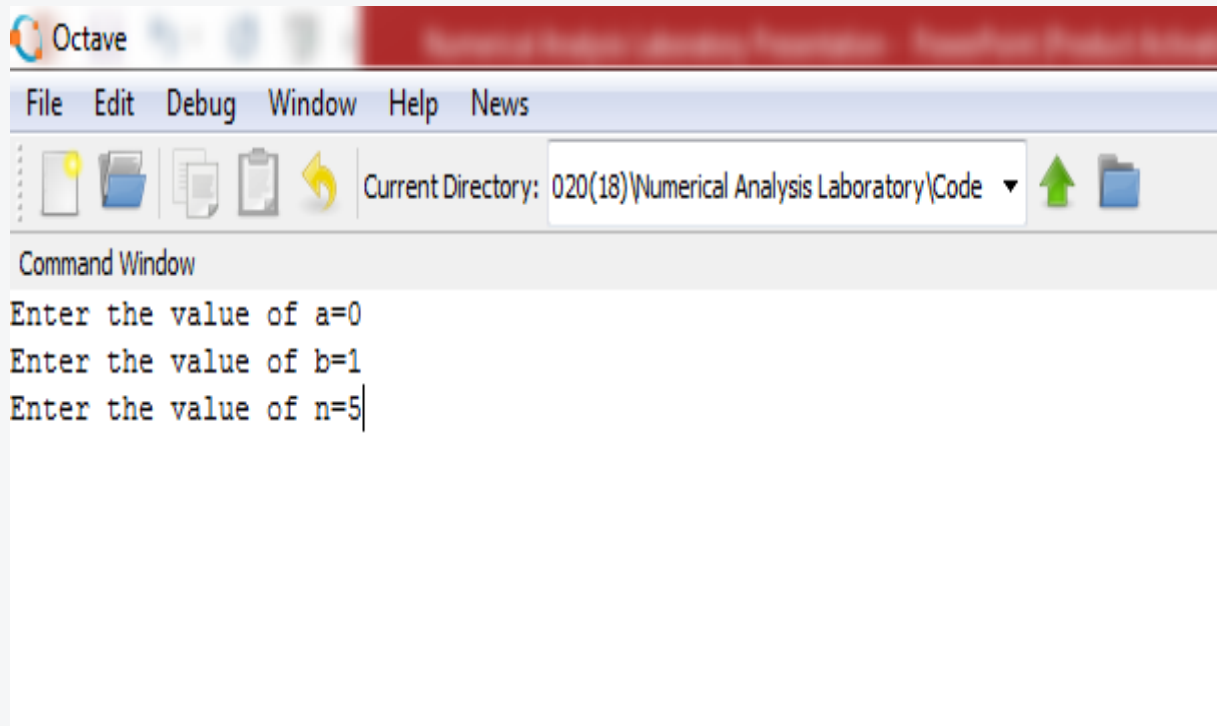 Octave
File Edit Debug Window Help News
Current Directory: 020(18)\Numerical Analysis Laboratory\Code
Command Window
Enter the value of a=0
Enter the value of b=1
Enter the value of n=5